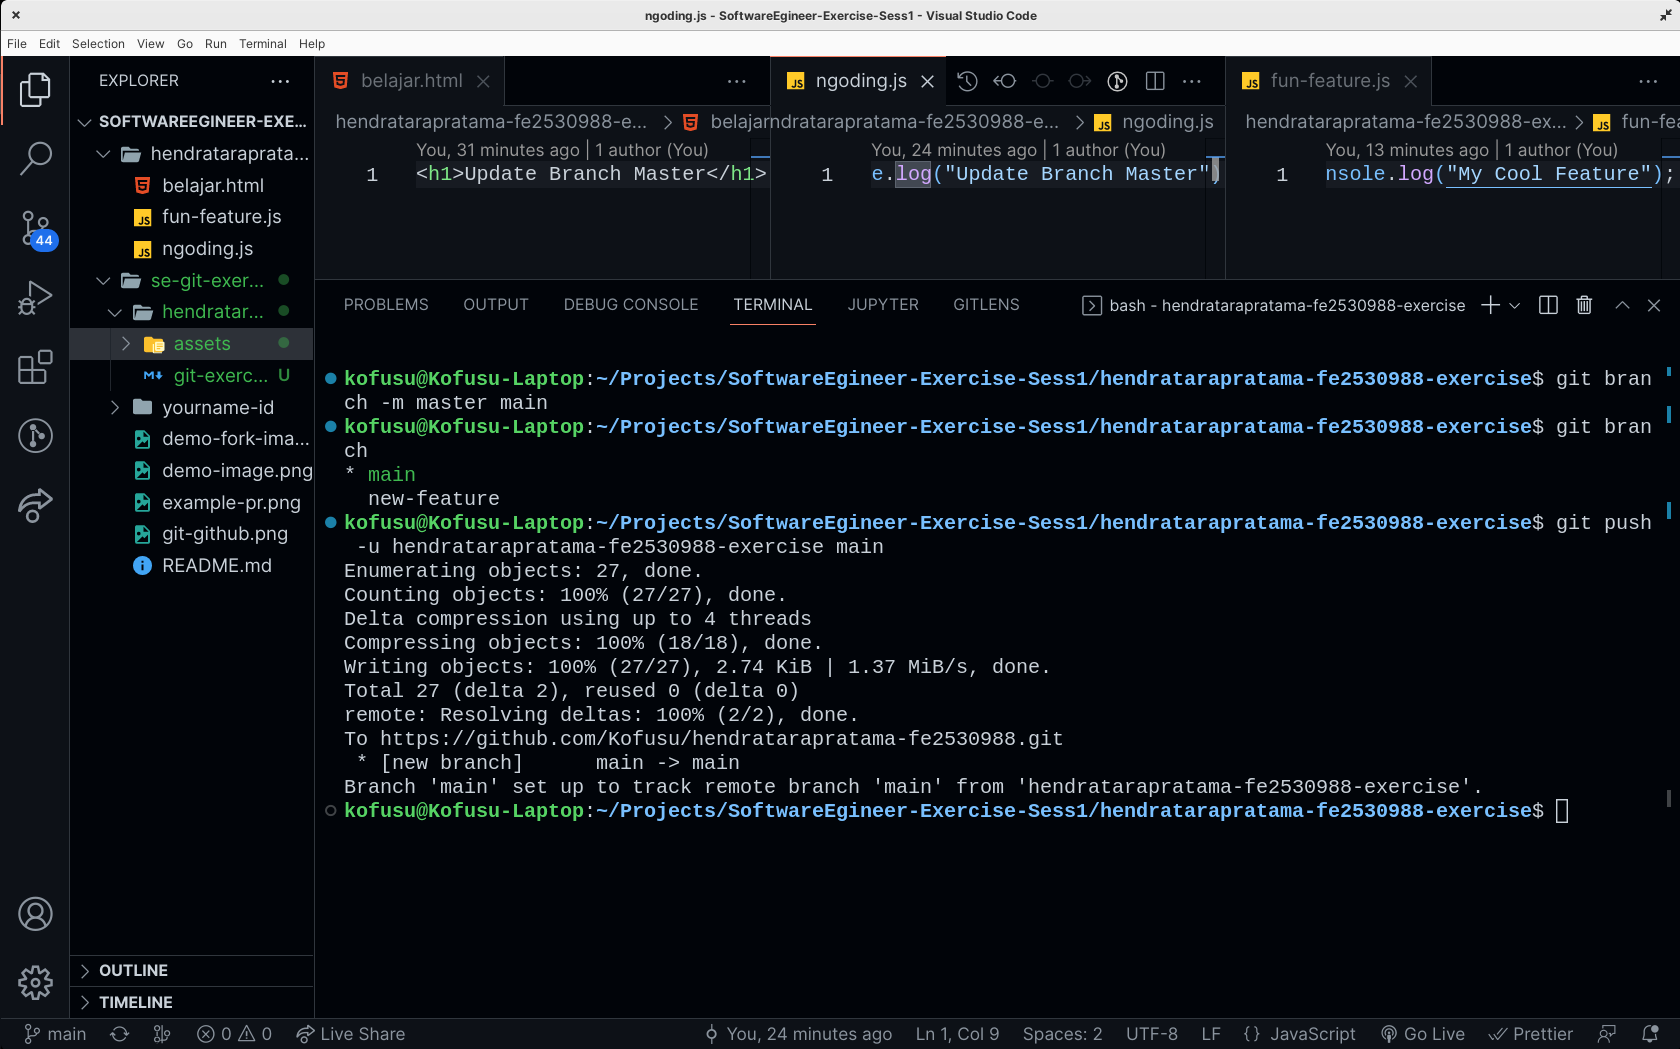 ngoding.js - SoftwareEgineer-Exercise-Sess1 - Visual Studio Code
File Edit Selection View Go Run Terminal Help
EXPLORER
SOFTWAREEGINEER-EXE...
hendrataraprata...
belajar.html
fun-feature.js
ngoding.js
se-git-exer...
hendratar...
assets
git-exerc... U
yourname-id
demo-fork-ima...
demo-image.png
example-pr.png
git-github.png
README.md
OUTLINE
TIMELINE
44
belajar.html
hendratarapratama-fe2530988-e... > belajar
You, 31 minutes ago | 1 author (You)
1 <h1>Update Branch Master</h1>
ngoding.js
ndratarapratama-fe2530988-e... > ngoding.js
You, 24 minutes ago | 1 author (You)
1 e.log("Update Branch Master")
fun-feature.js
hendratarapratama-fe2530988-ex... > fun-fea
You, 13 minutes ago | 1 author (You)
1 nsole.log("My Cool Feature");
PROBLEMS OUTPUT DEBUG CONSOLE TERMINAL JUPYTER GITLENS bash - hendratarapratama-fe2530988-exercise
kofusu@Kofusu-Laptop:~/Projects/SoftwareEgineer-Exercise-Sess1/hendratarapratama-fe2530988-exercise$ git bran
ch -m master main
kofusu@Kofusu-Laptop:~/Projects/SoftwareEgineer-Exercise-Sess1/hendratarapratama-fe2530988-exercise$ git bran
ch
* main
new-feature
kofusu@Kofusu-Laptop:~/Projects/SoftwareEgineer-Exercise-Sess1/hendratarapratama-fe2530988-exercise$ git push
-u hendratarapratama-fe2530988-exercise main
Enumerating objects: 27, done.
Counting objects: 100% (27/27), done.
Delta compression using up to 4 threads
Compressing objects: 100% (18/18), done.
Writing objects: 100% (27/27), 2.74 KiB | 1.37 MiB/s, done.
Total 27 (delta 2), reused 0 (delta 0)
remote: Resolving deltas: 100% (2/2), done.
To https://github.com/Kofusu/hendratarapratama-fe2530988.git
* [new branch]      main -> main
Branch 'main' set up to track remote branch 'main' from 'hendratarapratama-fe2530988-exercise'.
kofusu@Kofusu-Laptop:~/Projects/SoftwareEgineer-Exercise-Sess1/hendratarapratama-fe2530988-exercise$
main 0 0 Live Share You, 24 minutes ago Ln 1, Col 9 Spaces: 2 UTF-8 LF {} JavaScript Go Live Prettier